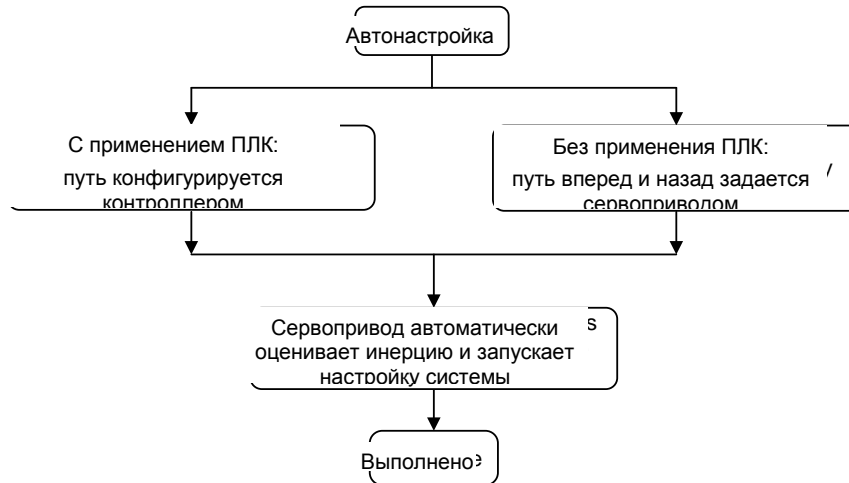 Автонастройка
С применением ПЛК:
путь конфигурируется
контроллером
Без применения ПЛК:
путь вперед и назад задается
сервоприводом
Сервопривод автоматически
оценивает инерцию и запускает
настройку системы
Выполнено